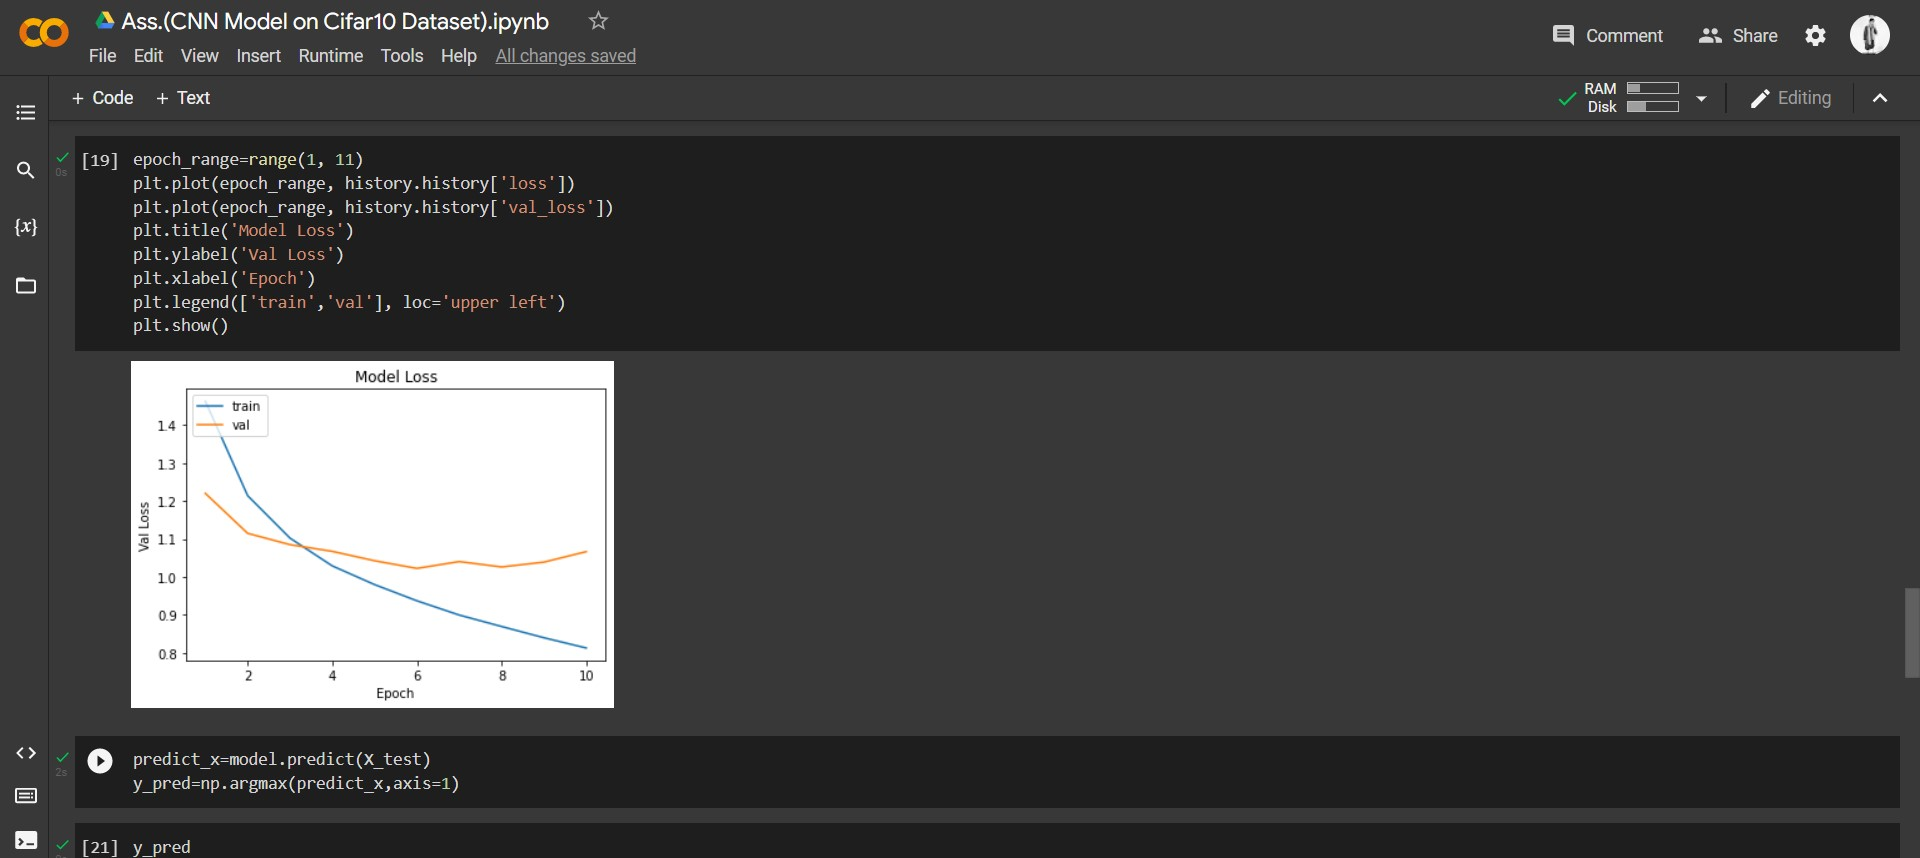 Ass.(CNN Model on Cifar10 Dataset).ipynb
File Edit View Insert Runtime Tools Help All changes saved
Comment Share
+ Code + Text
RAM
Disk
Editing
{x}
0s
[19] epoch_range=range(1, 11)
plt.plot(epoch_range, history.history['loss'])
plt.plot(epoch_range, history.history['val_loss'])
plt.title('Model Loss')
plt.ylabel('Val Loss')
plt.xlabel('Epoch')
plt.legend(['train','val'], loc='upper left')
plt.show()
Model Loss
train
val
Val Loss
1.4
1.3
1.2
1.1
1.0
0.9
0.8
2 4 6 8 10
Epoch
2s
predict_x=model.predict(X_test)
y_pred=np.argmax(predict_x,axis=1)
[21] y_pred